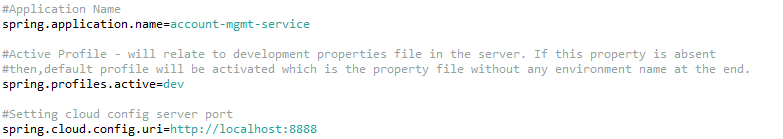 #Application Name
spring.application.name=account-mgmt-service
#Active Profile - will relate to development properties file in the server. If this property is absent
#then,default profile will be activated which is the property file without any environment name at the end.
spring.profiles.active=dev
#Setting cloud config server port
spring.cloud.config.uri=http://localhost:8888